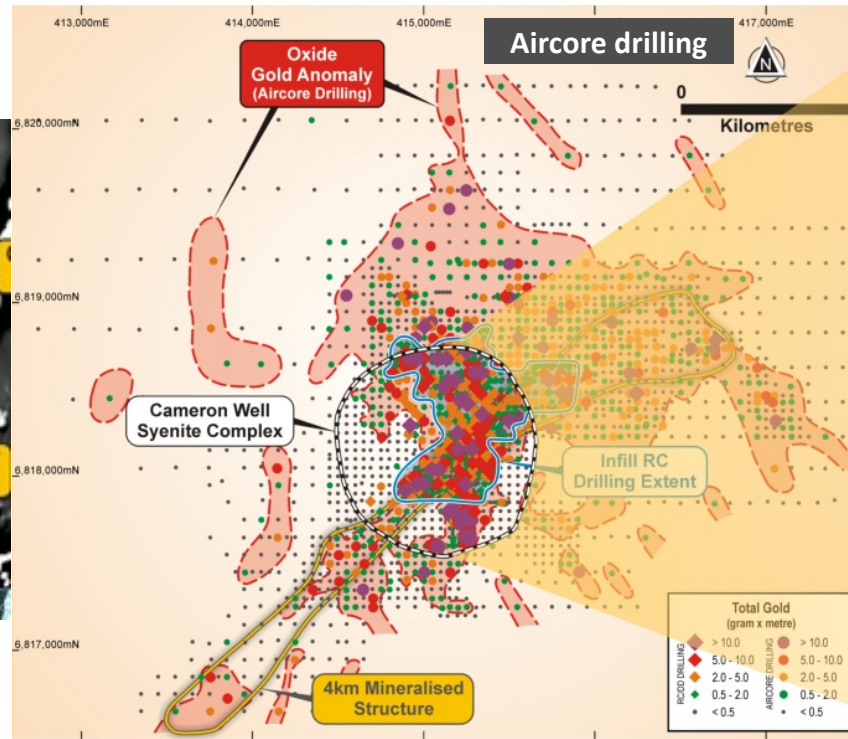 413,000mE
414,000mE
415,000mE
417,000mE
Aircore drilling
Oxide
Gold Anomaly
(Aircore Drilling)
N
0
Kilometres
6,820,000mN
6,819,000mN
Cameron Well
Syenite Complex
6,818,000mN
Infill RC
Drilling Extent
6,817,000mN
4km Mineralised
Structure
Total Gold
(gram x metre)
RC/DD DRILLING
> 10.0
5.0 - 10.0
2.0 - 5.0
0.5 - 2.0
< 0.5
AIRCORE DRILLING
> 10.0
5.0 - 10.0
2.0 - 5.0
0.5 - 2.0
< 0.5